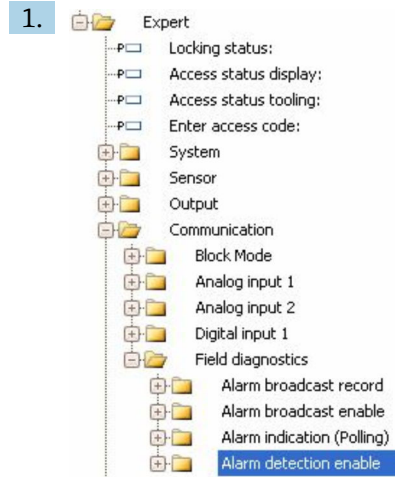 1.
Expert
Locking status:
Access status display:
Access status tooling:
Enter access code:
System
Sensor
Output
Communication
Block Mode
Analog input 1
Analog input 2
Digital input 1
Field diagnostics
Alarm broadcast record
Alarm broadcast enable
Alarm indication (Polling)
Alarm detection enable